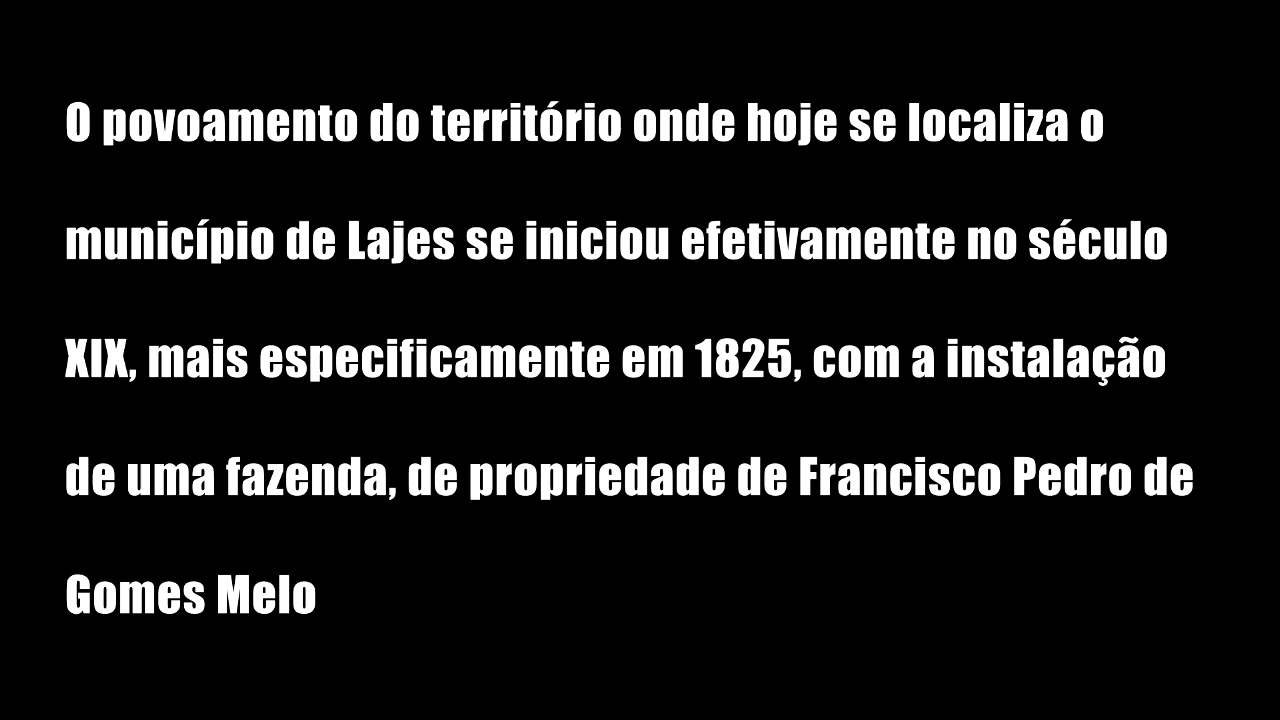 O povoamento do território onde hoje se localiza o
município de Lajes se iniciou efetivamente no século
XIX, mais especificamente em 1825, com a instalação
de uma fazenda, de propriedade de Francisco Pedro de
Gomes Melo